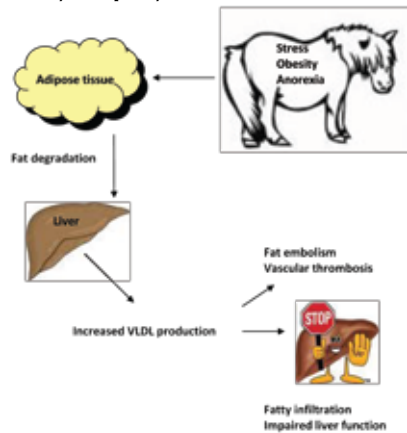 Stress
Obesity
Anorexia
Adipose tissue
Fat degradation
Liver
Fat embolism
Vascular thrombosis
Increased VLDL production
STOP
Fatty infiltration
Impaired liver function